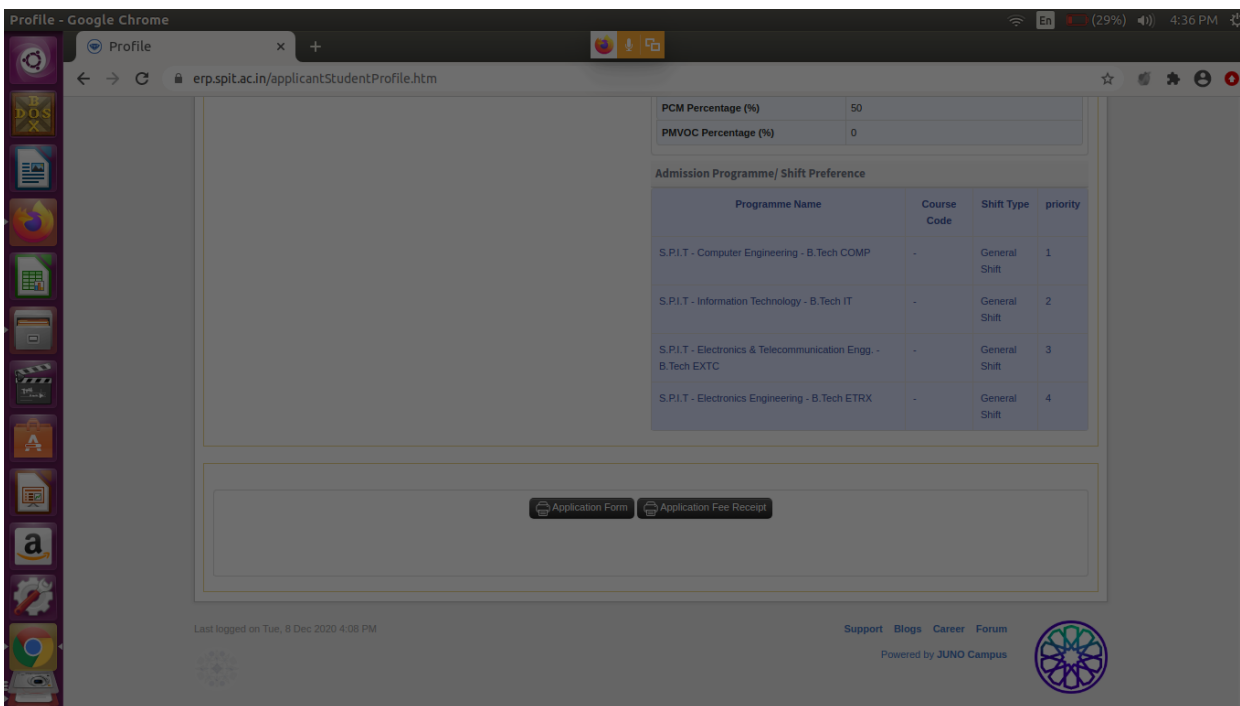 Profile - Google Chrome
En (29%) 4:36 PM
Profile × +
erp.spit.ac.in/applicantStudentProfile.htm
PCM Percentage (%) 50
PMVOC Percentage (%) 0
Admission Programme/ Shift Preference
Programme Name Course Code Shift Type priority
S.P.I.T - Computer Engineering - B.Tech COMP - General Shift 1
S.P.I.T - Information Technology - B.Tech IT - General Shift 2
S.P.I.T - Electronics & Telecommunication Engg. - B.Tech EXTC - General Shift 3
S.P.I.T - Electronics Engineering - B.Tech ETRX - General Shift 4
Application Form Application Fee Receipt
Last logged on Tue, 8 Dec 2020 4:08 PM
Support Blogs Career Forum
Powered by JUNO Campus
B
DOS
X
A
a